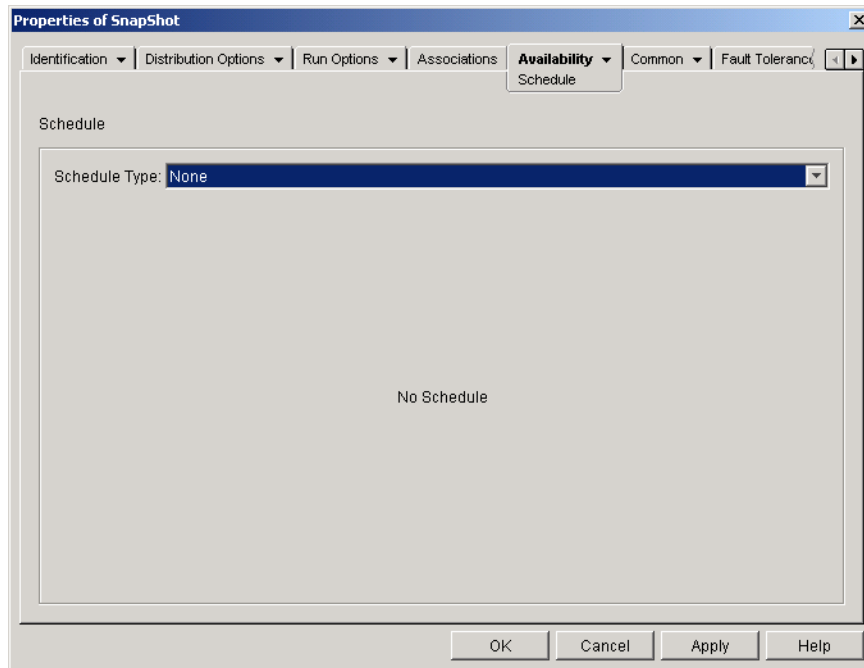 Properties of SnapShot
Identification Distribution Options Run Options Associations Availability Common Fault Toleranc
Schedule
Schedule
Schedule Type: None
No Schedule
OK Cancel Apply Help